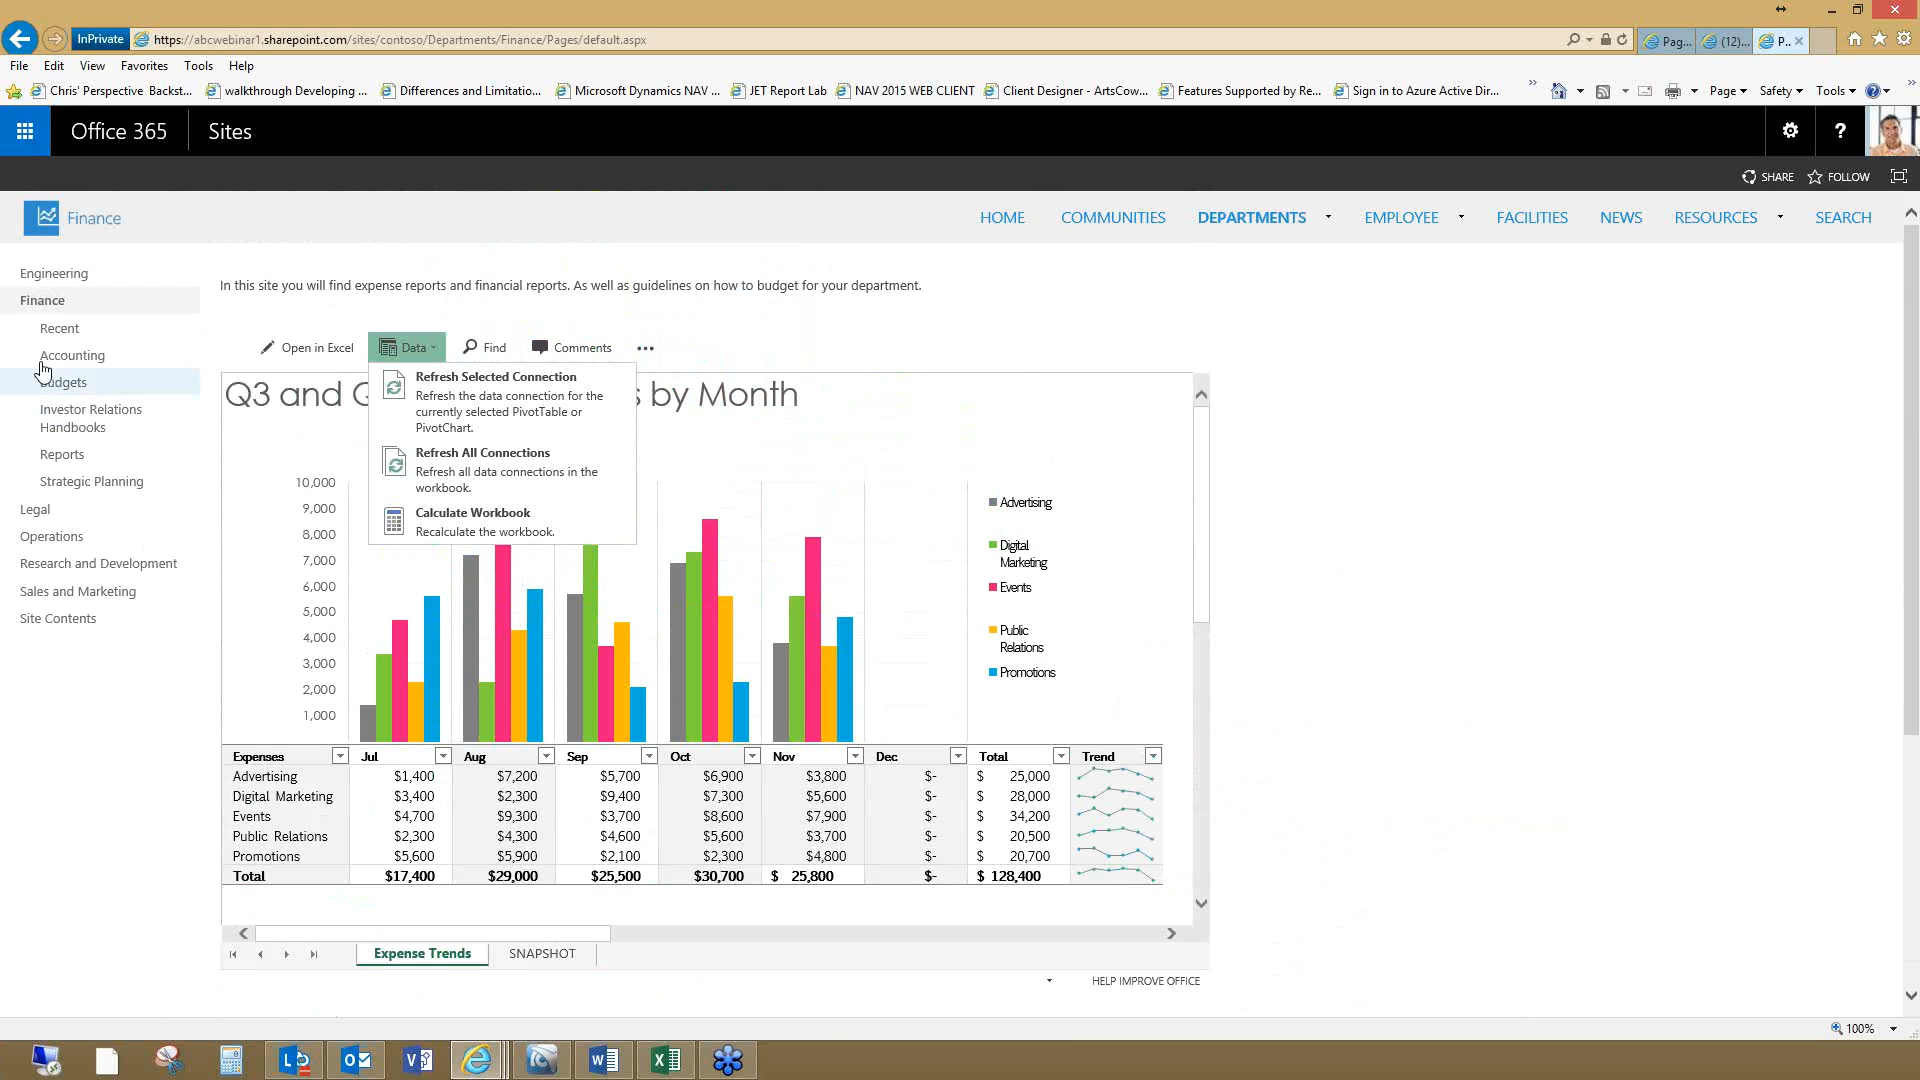 InPrivate
https://abcwebinar1.sharepoint.com/sites/contoso/Departments/Finance/Pages/default.aspx
Pag...
(12)...
P..
File Edit View Favorites Tools Help
Chris' Perspective Backst...
walkthrough Developing ...
Differences and Limitatio...
Microsoft Dynamics NAV ...
JET Report Lab
NAV 2015 WEB CLIENT
Client Designer - ArtsCow...
Features Supported by Re...
Sign in to Azure Active Dir...
Page Safety Tools
Office 365 Sites
?
SHARE FOLLOW
Finance
HOME COMMUNITIES DEPARTMENTS EMPLOYEE FACILITIES NEWS RESOURCES SEARCH
Engineering
Finance
Recent
Accounting
Budgets
Investor Relations
Handbooks
Reports
Strategic Planning
Legal
Operations
Research and Development
Sales and Marketing
Site Contents
In this site you will find expense reports and financial reports. As well as guidelines on how to budget for your department.
Open in Excel Data Find Comments •••
Refresh Selected Connection
Refresh the data connection for the
currently selected PivotTable or
PivotChart.
Refresh All Connections
Refresh all data connections in the
workbook.
Calculate Workbook
Recalculate the workbook.
Q3 and by Month
10,000
9,000
8,000
7,000
6,000
5,000
4,000
3,000
2,000
1,000
Advertising
Digital
Marketing
Events
Public
Relations
Promotions
Expenses Jul Aug Sep Oct Nov Dec Total Trend
Advertising $1,400 $7,200 $5,700 $6,900 $3,800 $- $ 25,000
Digital Marketing $3,400 $2,300 $9,400 $7,300 $5,600 $- $ 28,000
Events $4,700 $9,300 $3,700 $8,600 $7,900 $- $ 34,200
Public Relations $2,300 $4,300 $4,600 $5,600 $3,700 $- $ 20,500
Promotions $5,600 $5,900 $2,100 $2,300 $4,800 $- $ 20,700
Total $17,400 $29,000 $25,500 $30,700 $ 25,800 $- $ 128,400
Expense Trends SNAPSHOT
HELP IMPROVE OFFICE
100%